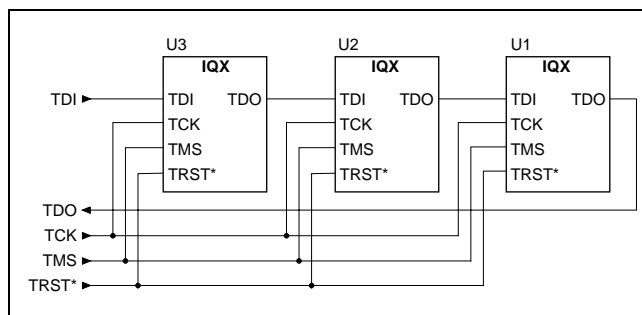 U3 U2 U1
IQX IQX IQX
TDI TDI TDO TDI TDO TDI TDO
TCK TCK TCK
TMS TMS TMS
TRST* TRST* TRST*
TDO
TCK
TMS
TRST*